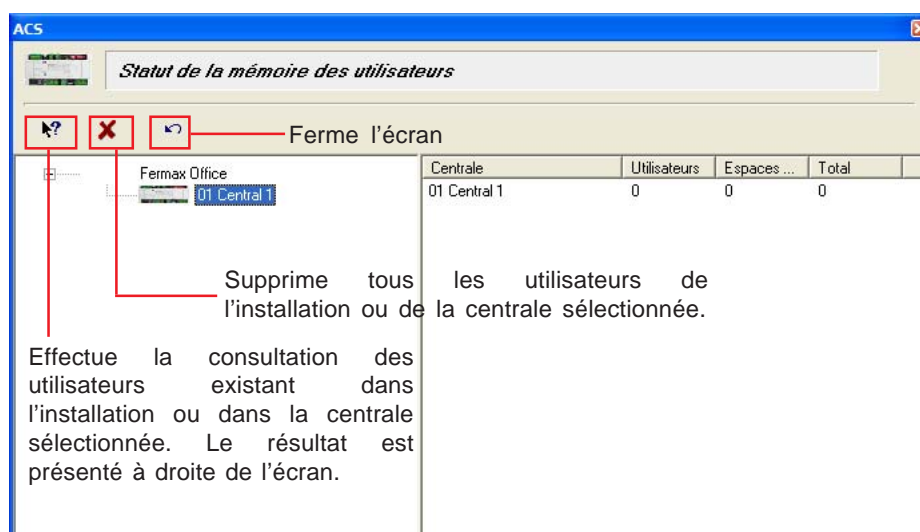 ACS
Statut de la mémoire des utilisateurs
?
Ferme l'écran
Fermax Office
01 Central 1
Centrale Utilisateurs Espaces ... Total
01 Central 1 0 0 0
Supprime tous les utilisateurs de
l'installation ou de la centrale sélectionnée.
Effectue la consultation des
utilisateurs existant dans
l'installation ou dans la centrale
sélectionnée. Le résultat est
présenté à droite de l'écran.